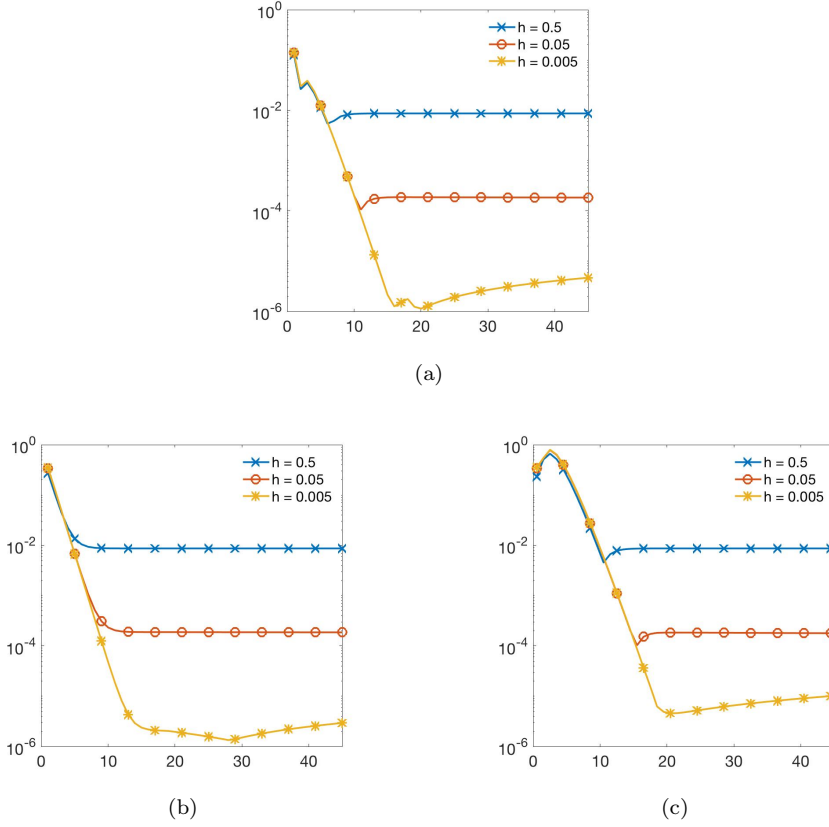 10^0
h = 0.5
h = 0.05
h = 0.005
10^-2
10^-4
10^-6
0 10 20 30 40
(a)
10^0
h = 0.5
h = 0.05
h = 0.005
10^-2
10^-4
10^-6
0 10 20 30 40
(b)
10^0
h = 0.5
h = 0.05
h = 0.005
10^-2
10^-4
10^-6
0 10 20 30 40
(c)